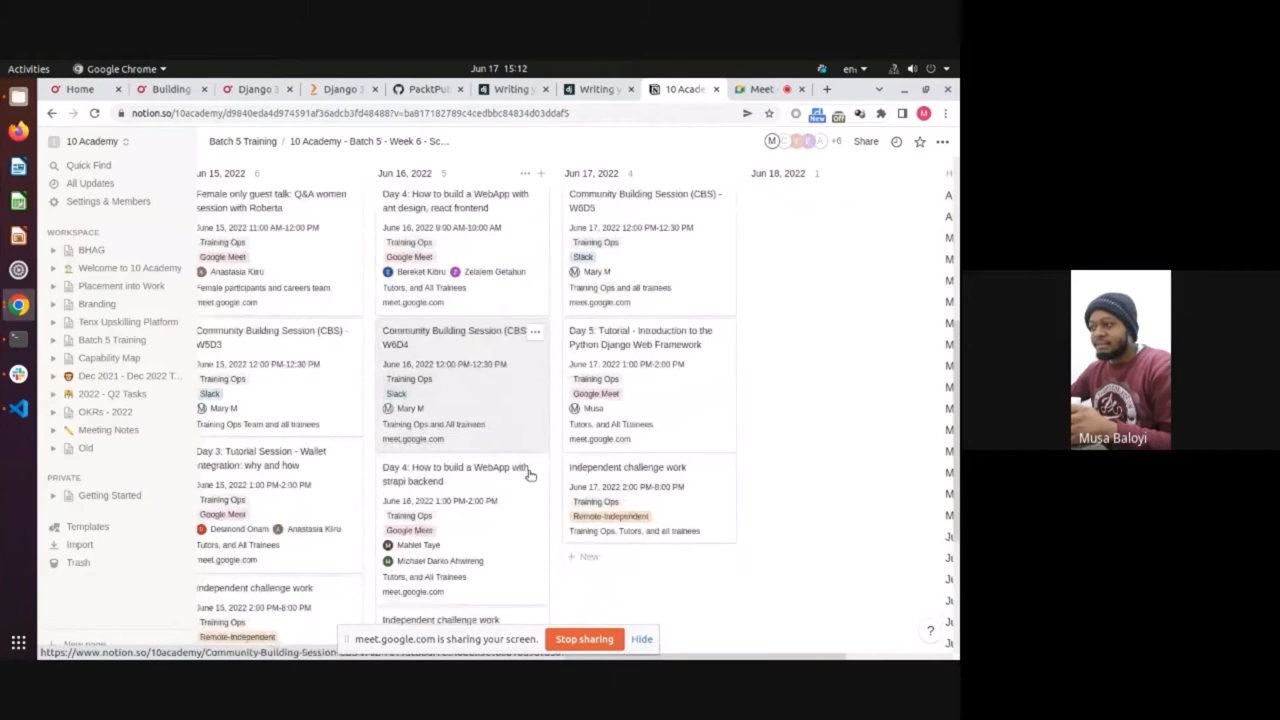 Activities
Google Chrome
Jun 17 15:12
en₁
Home
Building
Django 3
Django 3
PacktPu
Writing y
Writing y
10 Acade
Meet -
notion.so/10academy/d9840eda4d974591af36adcb3fd48488?v=ba817182789c4cedbbc84834d03ddaf5
New
Off
M
10 Academy
Batch 5 Training / 10 Academy - Batch 5 - Week 6 - Sc...
+6
Share
Quick Find
All Updates
Settings & Members
WORKSPACE
BHAG
Welcome to 10 Academy
Placement into Work
Branding
Tenx Upskilling Platform
Batch 5 Training
Capability Map
Dec 2021 - Dec 2022 T...
2022 - Q2 Tasks
OKRs - 2022
Meeting Notes
Old
PRIVATE
Getting Started
Templates
Import
Trash
un 15, 2022 6
Female only guest talk: Q&A women
session with Roberta
June 15, 2022 11:00 AM-12:00 PM
Training Ops
Google Meet
Anastasia Kiiru
Female participants and careers team
meet.google.com
Community Building Session (CBS) -
W5D3
June 15, 2022 12:00 PM-12:30 PM
Training Ops
Slack
Mary M
Training Ops Team and all trainees
meet.google.com
Day 3: Tutorial Session - Wallet
integration: why and how
June 15, 2022 1:00 PM-2:00 PM
Training Ops
Google Meet
Desmond Onam Anastasia Kiiru
Tutors, and All Trainees
meet.google.com
Independent challenge work
June 15, 2022 2:00 PM-8:00 PM
Training Ops
Remote-Independent
Jun 16, 2022 5
Day 4: How to build a WebApp with
ant design, react frontend
June 16, 2022 9:00 AM-10:00 AM
Training Ops
Google Meet
Bereket Kibru Zelalem Getahun
Tutors, and All Trainees
meet.google.com
Community Building Session (CBS
W6D4
June 16, 2022 12:00 PM-12:30 PM
Training Ops
Slack
Mary M
Training Ops and All trainees
meet.google.com
Day 4: How to build a WebApp with
strapi backend
June 16, 2022 1:00 PM-2:00 PM
Training Ops
Google Meet
Mahlet Taye
Michael Darko Ahwireng
Tutors, and All Trainees
meet.google.com
Independent challenge work
Jun 17, 2022 4
Community Building Session (CBS) -
W6D5
June 17, 2022 12:00 PM-12:30 PM
Training Ops
Slack
Mary M
Training Ops and all trainees
meet.google.com
Day 5: Tutorial - Introduction to the
Python Django Web Framework
June 17, 2022 1:00 PM-2:00 PM
Training Ops
Google Meet
Musa
Tutors, and All Trainees
meet.google.com
Independent challenge work
June 17, 2022 2:00 PM-8:00 PM
Training Ops
Remote-Independent
Training Ops, Tutors, and all trainees
+ New
Jun 18, 2022 1
meet.google.com is sharing your screen.
Stop sharing
Hide
?
Musa Baloyi